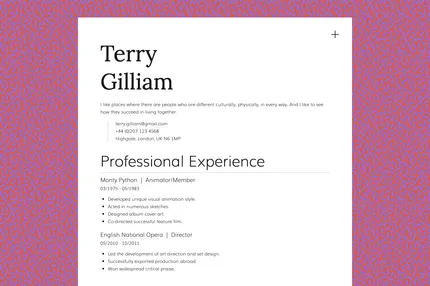 Terry
Gilliam
I like places where there are people who are different culturally, physically, in every way. And I like to see
how they succeed in living together.
terry.gilliam@gmail.com
+44 (0)207 123 4568
Highgate, London, UK N6 1MP
Professional Experience
Monty Python | Animator/Member
03/1975 - 05/1983
Developed unique visual animation style.
Acted in numerous sketches.
Designed album cover art.
Co directed successful feature film.
English National Opera | Director
05/2010 - 10/2011
Led the development of art direction and set design.
Successfully exported production abroad.
Won widespread critical praise.